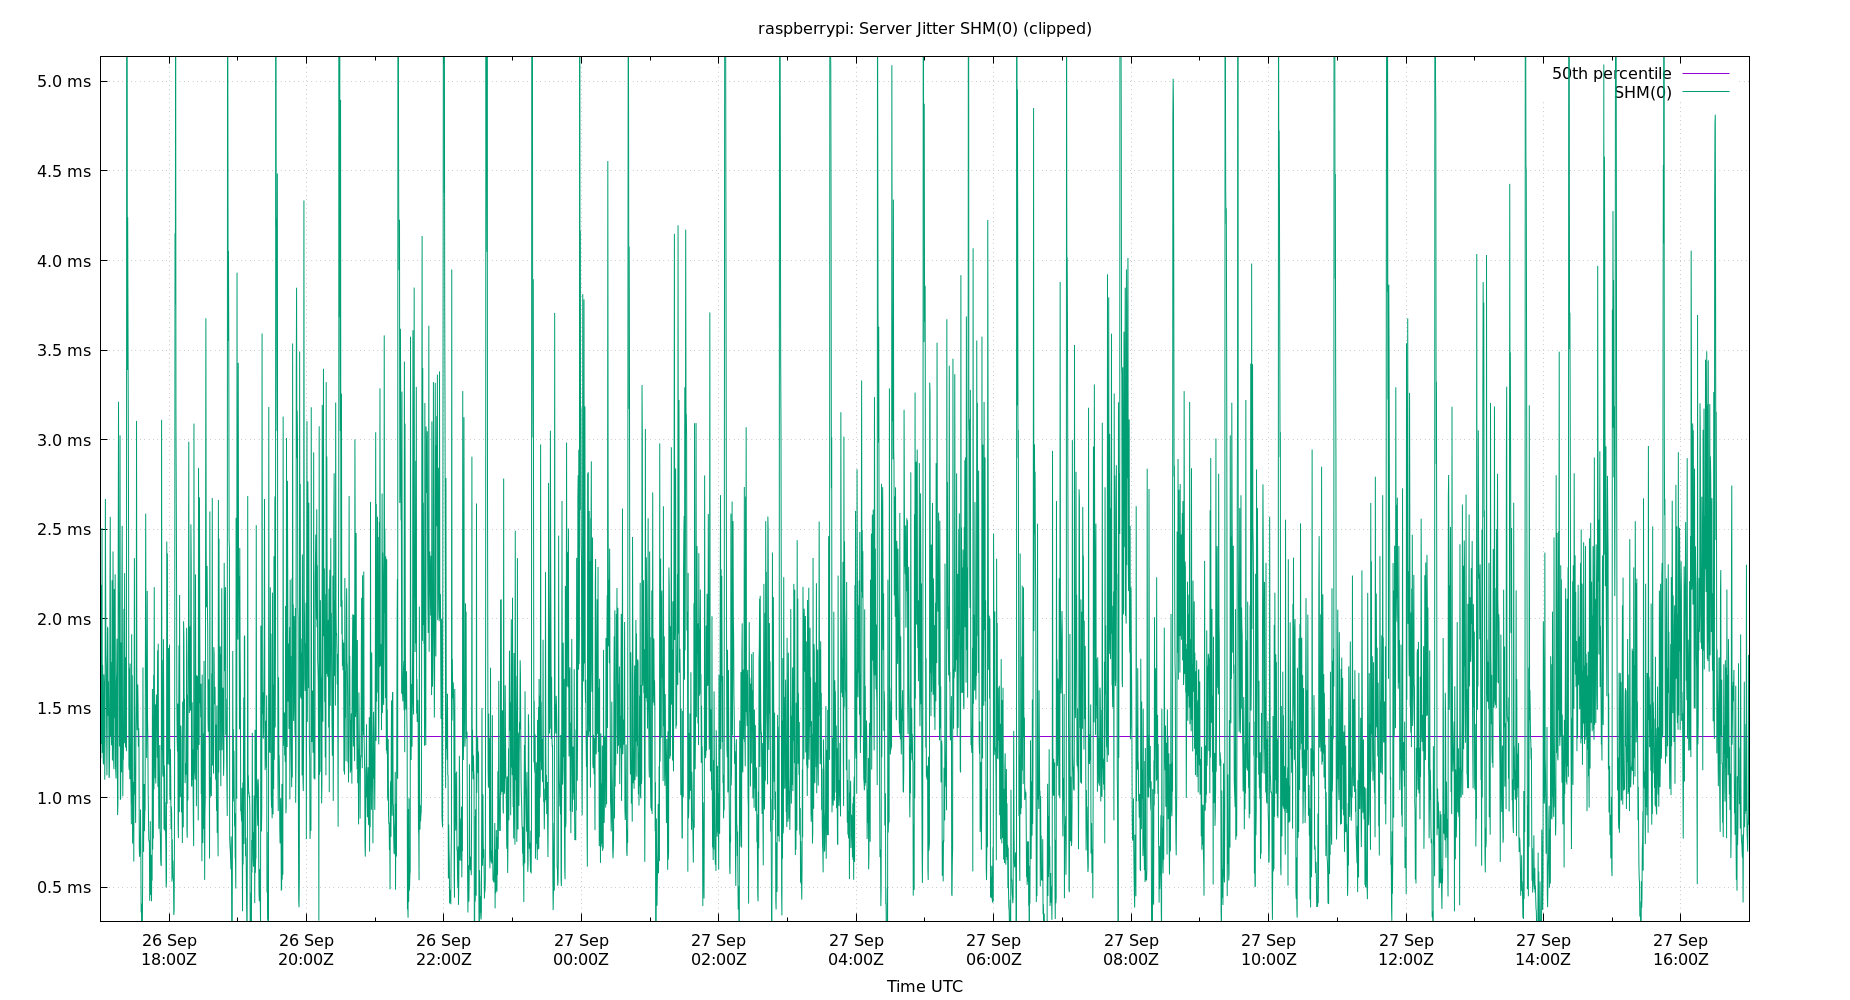 raspberrypi: Server Jitter SHM(0) (clipped)
50th percentile
SHM(0)
5.0 ms
4.5 ms
4.0 ms
3.5 ms
3.0 ms
2.5 ms
2.0 ms
1.5 ms
1.0 ms
0.5 ms
26 Sep 26 Sep 26 Sep 27 Sep 27 Sep 27 Sep 27 Sep 27 Sep 27 Sep 27 Sep 27 Sep 27 Sep
18:00Z 20:00Z 22:00Z 00:00Z 02:00Z 04:00Z 06:00Z 08:00Z 10:00Z 12:00Z 14:00Z 16:00Z
Time UTC